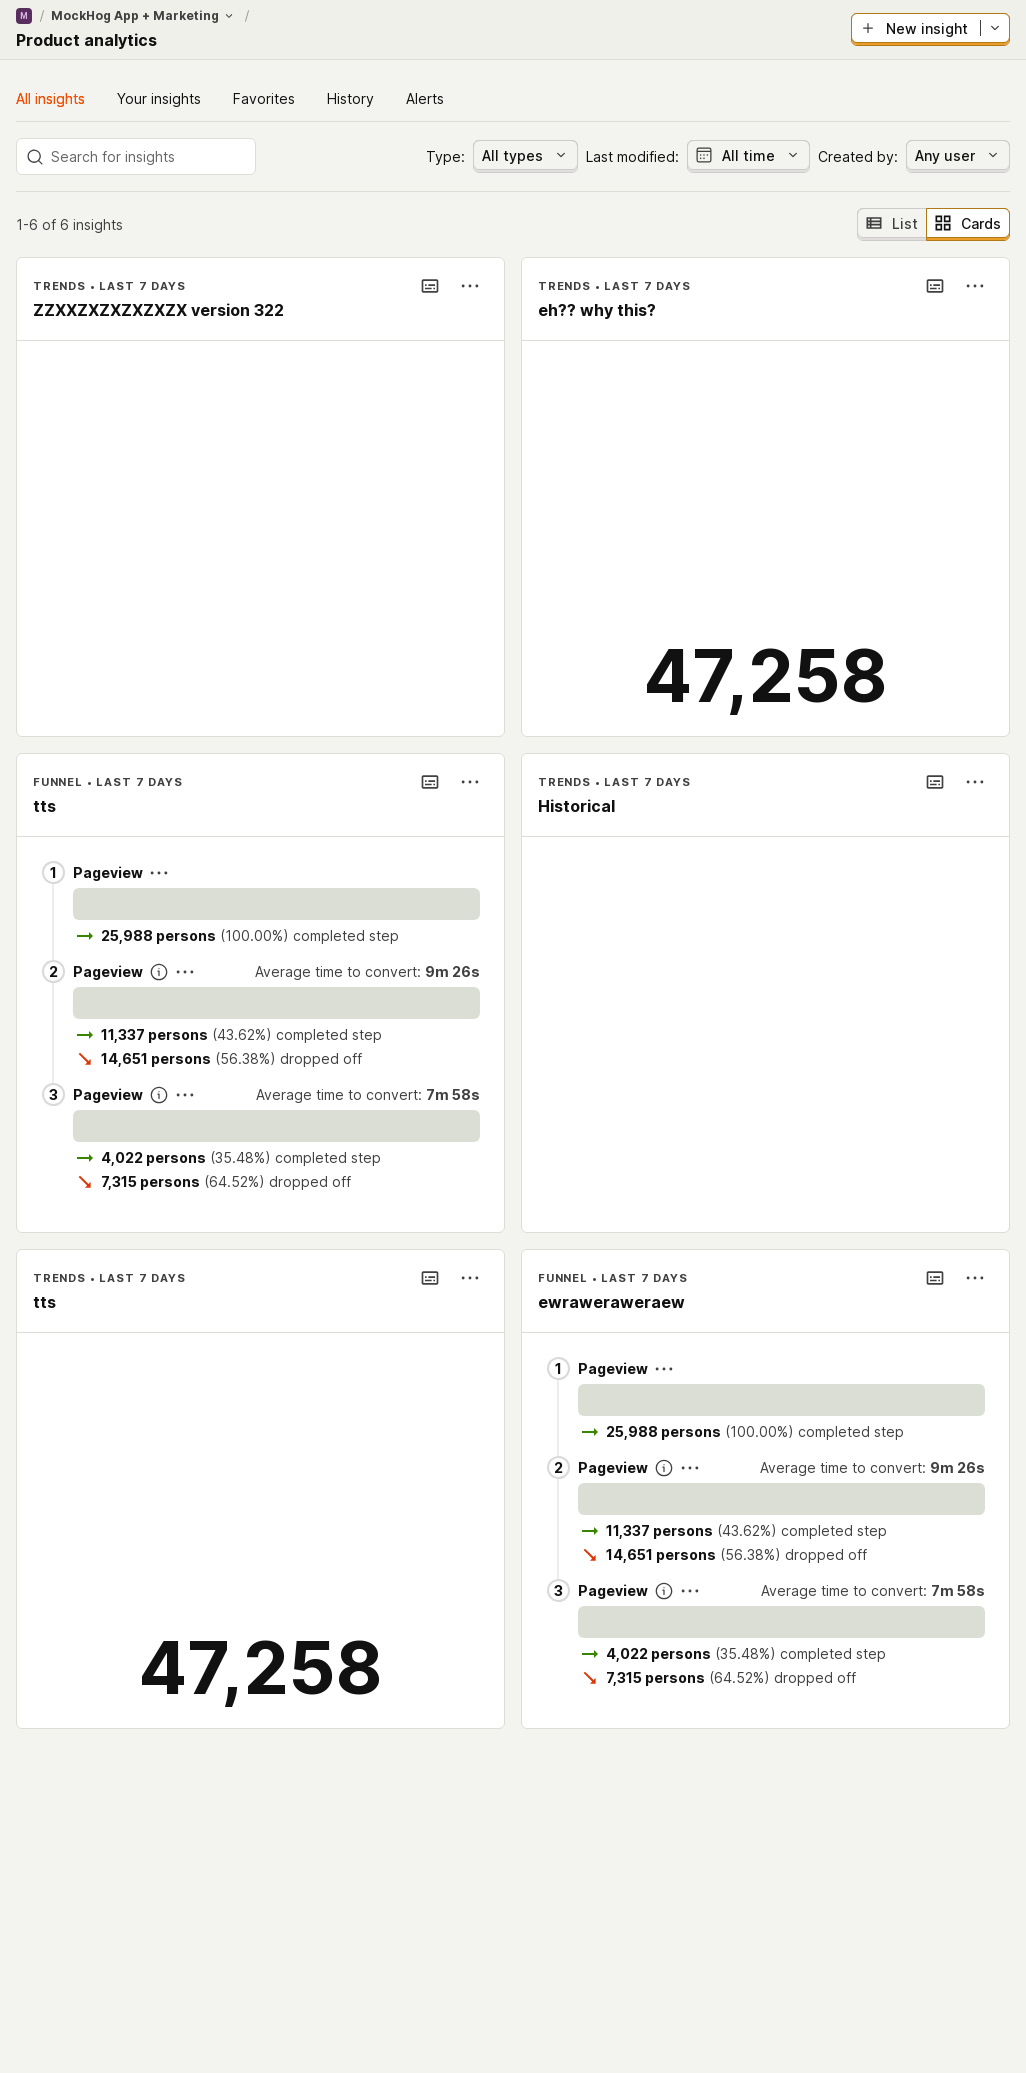 M / MockHog App + Marketing /
Product analytics
New insight
All insights Your insights Favorites History Alerts
Search for insights Type: All types Last modified: All time Created by: Any user
1-6 of 6 insights List Cards
TRENDS • LAST 7 DAYS
ZZXXZXZXZXZXZX version 322
TRENDS • LAST 7 DAYS
eh?? why this?
47,258
FUNNEL • LAST 7 DAYS
tts
1 Pageview
25,988 persons (100.00%) completed step
2 Pageview Average time to convert: 9m 26s
11,337 persons (43.62%) completed step
14,651 persons (56.38%) dropped off
3 Pageview Average time to convert: 7m 58s
4,022 persons (35.48%) completed step
7,315 persons (64.52%) dropped off
TRENDS • LAST 7 DAYS
Historical
TRENDS • LAST 7 DAYS
tts
47,258
FUNNEL • LAST 7 DAYS
ewraweraweraew
1 Pageview
25,988 persons (100.00%) completed step
2 Pageview Average time to convert: 9m 26s
11,337 persons (43.62%) completed step
14,651 persons (56.38%) dropped off
3 Pageview Average time to convert: 7m 58s
4,022 persons (35.48%) completed step
7,315 persons (64.52%) dropped off